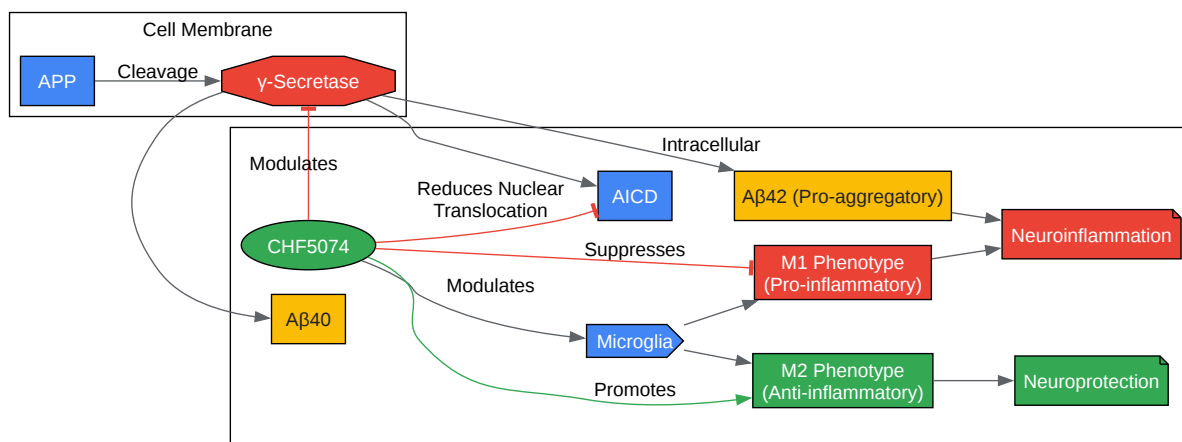 Cell Membrane
APP
Cleavage
γ-Secretase
Modulates
Intracellular
Reduces Nuclear
Translocation
AICD
Aβ42 (Pro-aggregatory)
CHF5074
Suppresses
M1 Phenotype
(Pro-inflammatory)
Neuroinflammation
Modulates
Aβ40
Microglia
Promotes
M2 Phenotype
(Anti-inflammatory)
Neuroprotection